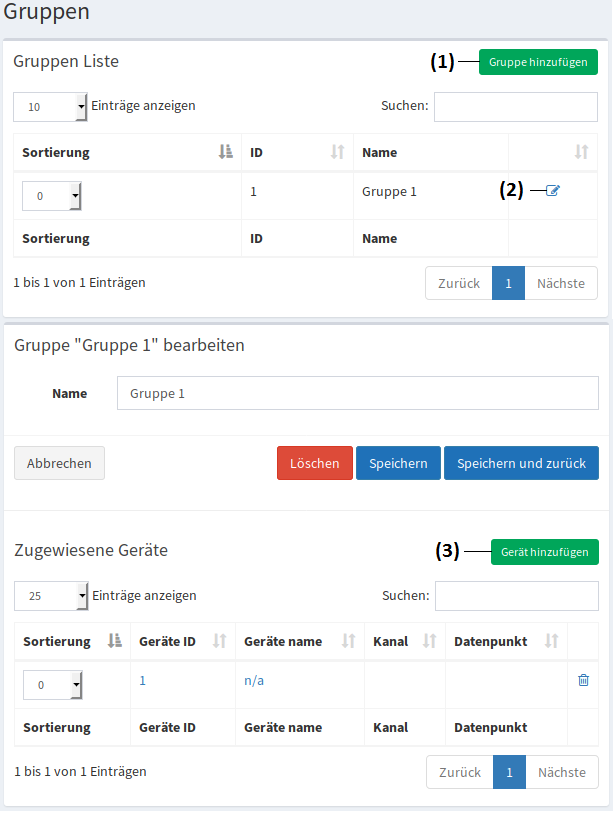 Gruppen
Gruppen Liste (1) Gruppe hinzufügen
10 Einträge anzeigen Suchen:
Sortierung ID Name
0 1 Gruppe 1 (2)
Sortierung ID Name
1 bis 1 von 1 Einträgen Zurück 1 Nächste
Gruppe "Gruppe 1" bearbeiten
Name Gruppe 1
Abbrechen Löschen Speichern Speichern und zurück
Zugewiesene Geräte (3) Gerät hinzufügen
25 Einträge anzeigen Suchen:
Sortierung Geräte ID Geräte name Kanal Datenpunkt
0 1 n/a
Sortierung Geräte ID Geräte name Kanal Datenpunkt
1 bis 1 von 1 Einträgen Zurück 1 Nächste